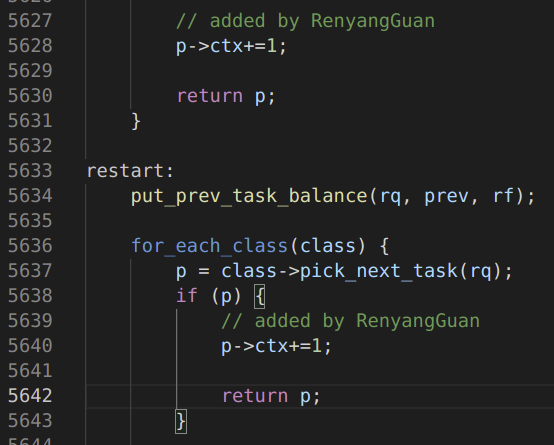 5627 // added by RenyangGuan
5628 p->ctx+=1;
5629
5630 return p;
5631 }
5632
5633 restart:
5634 put_prev_task_balance(rq, prev, rf);
5635
5636 for_each_class(class) {
5637 p = class->pick_next_task(rq);
5638 if (p) {
5639 // added by RenyangGuan
5640 p->ctx+=1;
5641
5642 return p;
5643 }